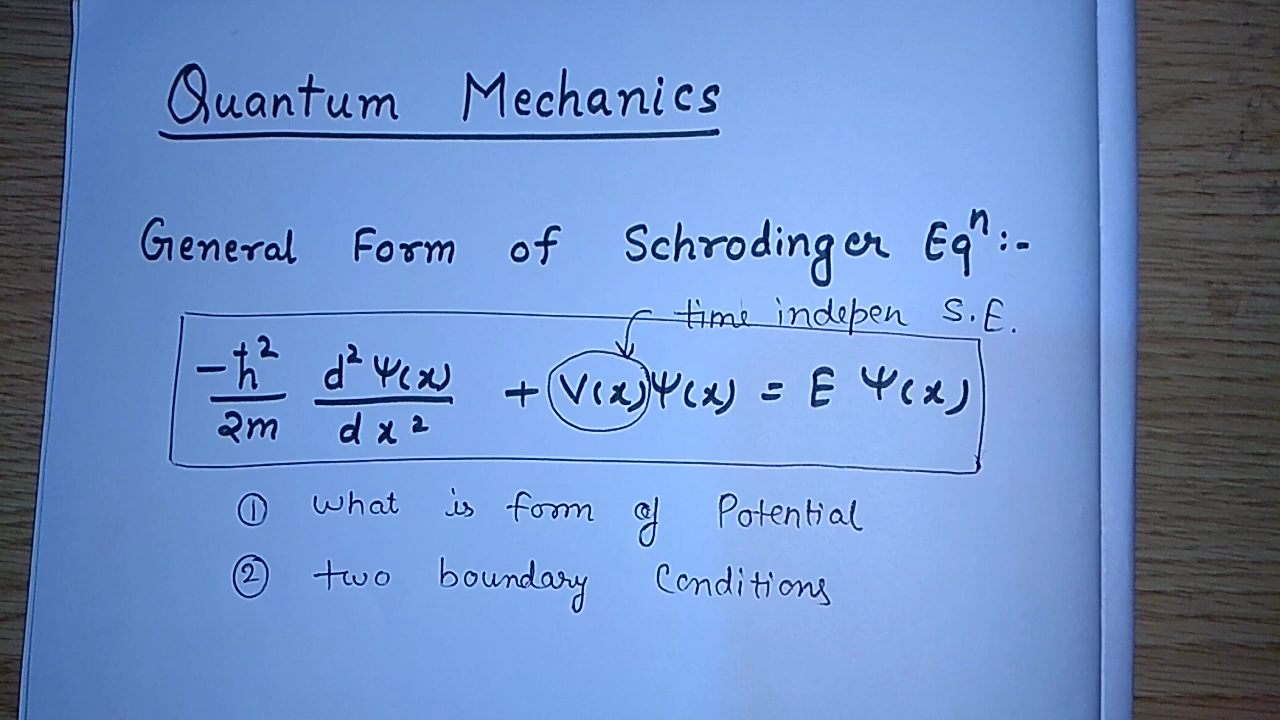 Quantum Mechanics
General Form of Schrodinger Eqⁿ:-
time indepen S.E.
-ħ²/2m d²Ψ(x)/dx² + V(x)Ψ(x) = E Ψ(x)
① What is form of Potential
② two boundary Conditions